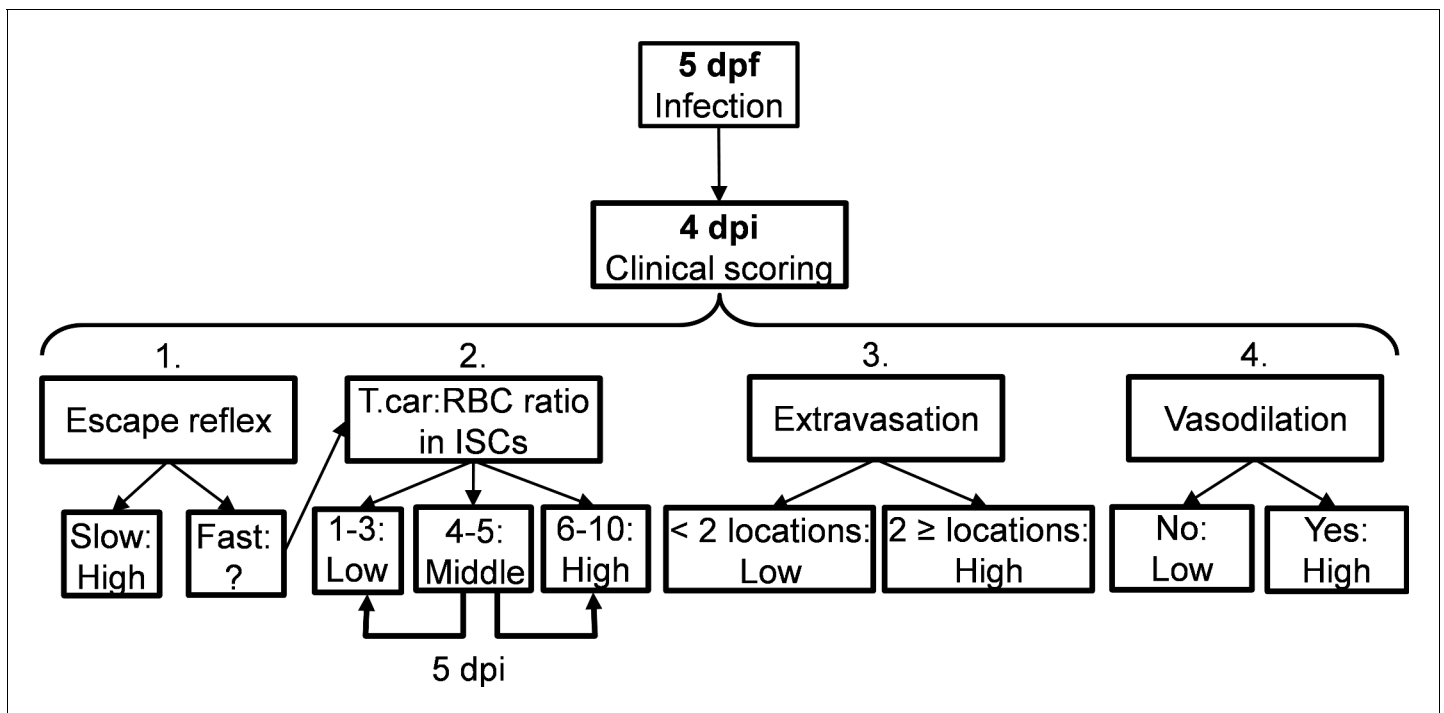 5 dpf
Infection
4 dpi
Clinical scoring
1.
Escape reflex
Slow:
High
Fast:
?
2.
T.car:RBC ratio
in ISCs
1-3:
Low
4-5:
Middle
6-10:
High
5 dpi
3.
Extravasation
< 2 locations:
Low
2 ≥ locations:
High
4.
Vasodilation
No:
Low
Yes:
High